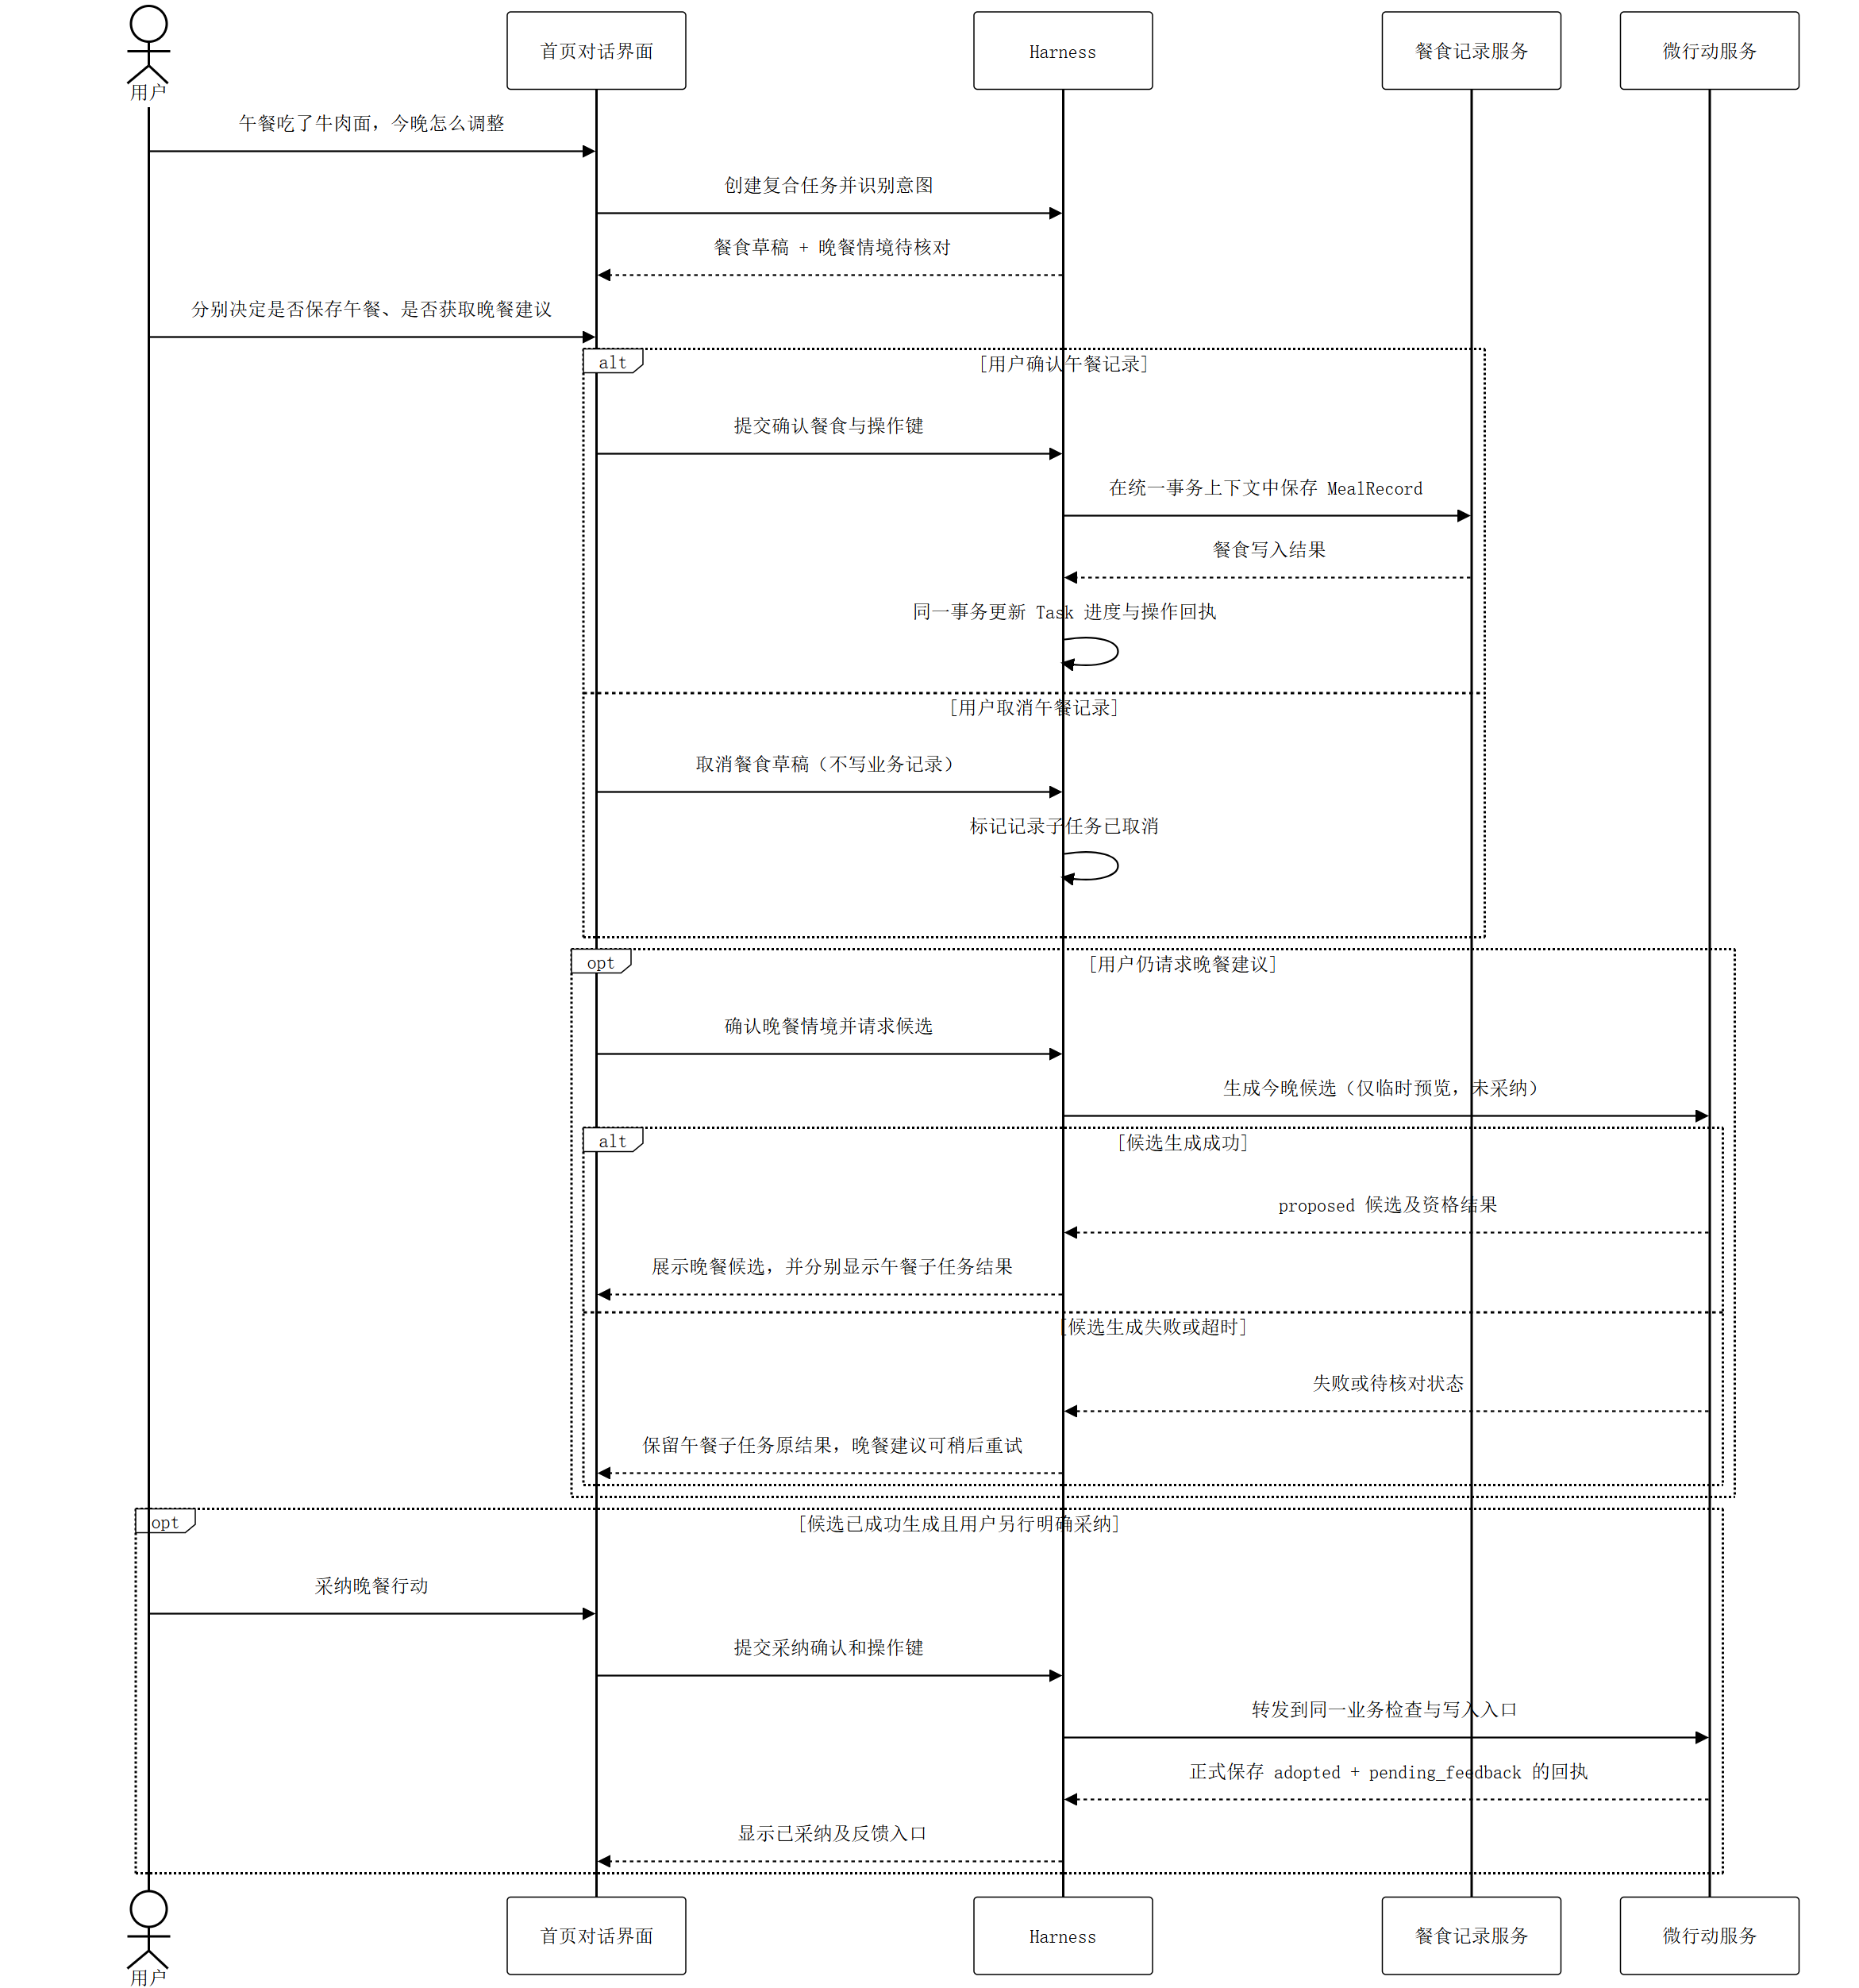 用户
首页对话界面
Harness
餐食记录服务
微行动服务
午餐吃了牛肉面，今晚怎么调整
创建复合任务并识别意图
餐食草稿 + 晚餐情境待核对
分别决定是否保存午餐、是否获取晚餐建议
alt
[用户确认午餐记录]
提交确认餐食与操作键
在统一事务上下文中保存 MealRecord
餐食写入结果
同一事务更新 Task 进度与操作回执
[用户取消午餐记录]
取消餐食草稿（不写业务记录）
标记记录子任务已取消
opt
[用户仍请求晚餐建议]
确认晚餐情境并请求候选
生成今晚候选（仅临时预览，未采纳）
alt
[候选生成成功]
proposed 候选及资格结果
展示晚餐候选，并分别显示午餐子任务结果
[候选生成失败或超时]
失败或待核对状态
保留午餐子任务原结果，晚餐建议可稍后重试
opt
[候选已成功生成且用户另行明确采纳]
采纳晚餐行动
提交采纳确认和操作键
转发到同一业务检查与写入入口
正式保存 adopted + pending_feedback 的回执
显示已采纳及反馈入口
用户
首页对话界面
Harness
餐食记录服务
微行动服务